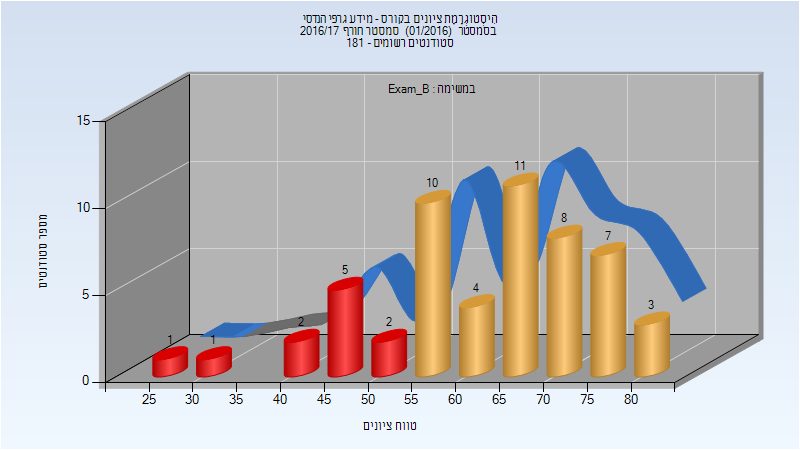 היסטוגרמת ציונים בקורס - מידע גרפי הנדסי
בסמסטר (01/2016) סמסטר חורף 2016/17
סטודנטים רשומים - 181
במשימה : Exam_B
מספר סטודנטים
15
10
5
0
1
1
2
5
2
10
4
11
8
7
3
25 30 35 40 45 50 55 60 65 70 75 80
טווח ציונים